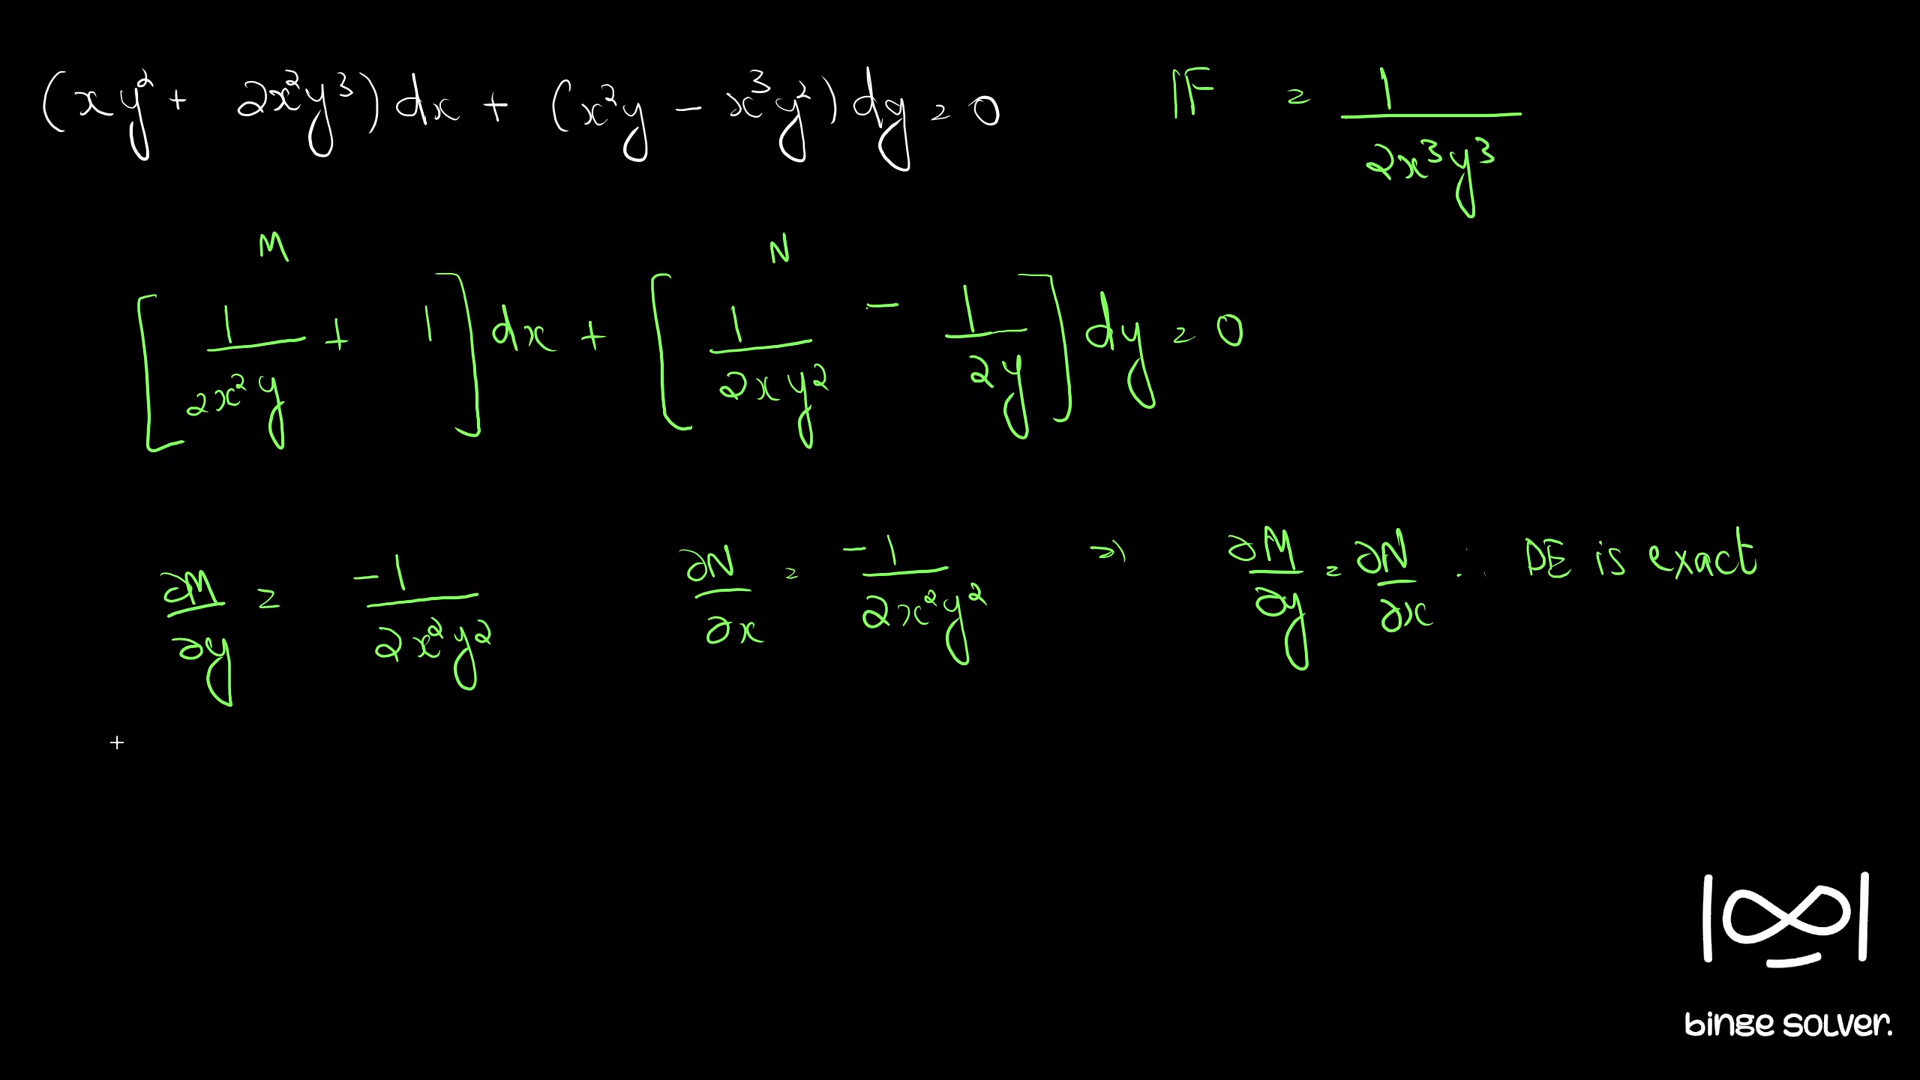 (xy² + 2x²y³) dx + (x²y − x³y²) dy = 0    IF = 1/(2x³y³)
M    N
[1/(2x²y) + 1] dx + [1/(2xy²) − 1/(2y)] dy = 0
∂M/∂y = −1/(2x²y²)    ∂N/∂x = −1/(2x²y²)    ⇒    ∂M/∂y = ∂N/∂x ∴ DE is exact
binge solver.